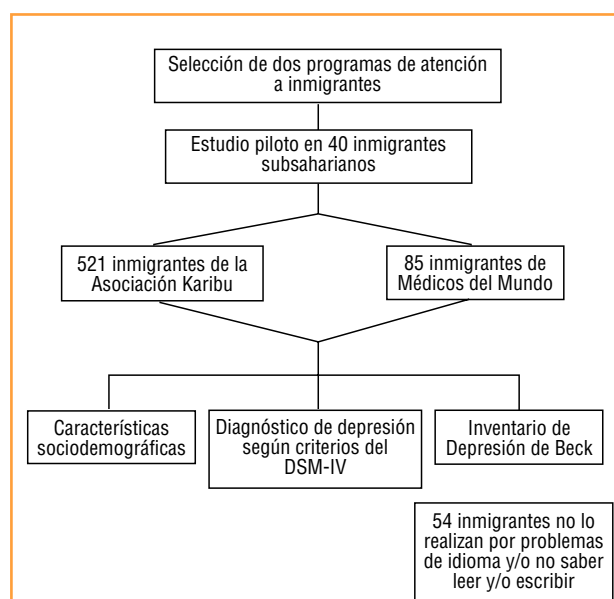 Selección de dos programas de atención
a inmigrantes
Estudio piloto en 40 inmigrantes
subsaharianos
521 inmigrantes de la
Asociación Karibu
85 inmigrantes de
Médicos del Mundo
Características
sociodemográficas
Diagnóstico de depresión
según criterios del
DSM-IV
Inventario de
Depresión de Beck
54 inmigrantes no lo
realizan por problemas
de idioma y/o no saber
leer y/o escribir